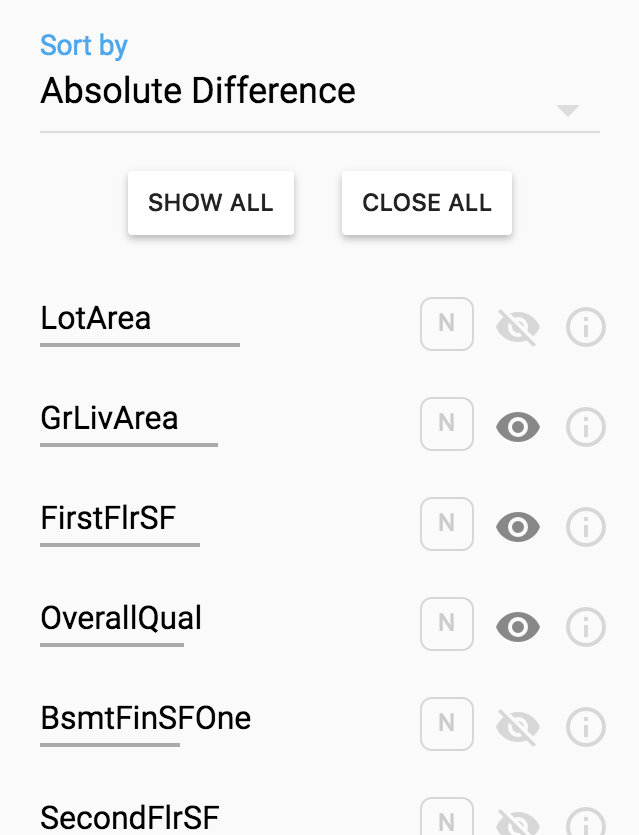 Sort by
Absolute Difference
SHOW ALL CLOSE ALL
LotArea N
GrLivArea N
FirstFlrSF N
OverallQual N
BsmtFinSFOne N
SecondFlrSF N